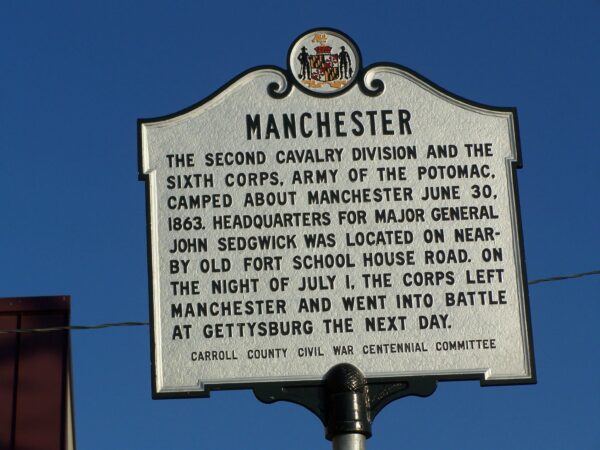 MANCHESTER
THE SECOND CAVALRY DIVISION AND THE
SIXTH CORPS, ARMY OF THE POTOMAC,
CAMPED ABOUT MANCHESTER JUNE 30,
1863. HEADQUARTERS FOR MAJOR GENERAL
JOHN SEDGWICK WAS LOCATED ON NEAR-
BY OLD FORT SCHOOL HOUSE ROAD. ON
THE NIGHT OF JULY 1, THE CORPS LEFT
MANCHESTER AND WENT INTO BATTLE
AT GETTYSBURG THE NEXT DAY.
CARROLL COUNTY CIVIL WAR CENTENNIAL COMMITTEE